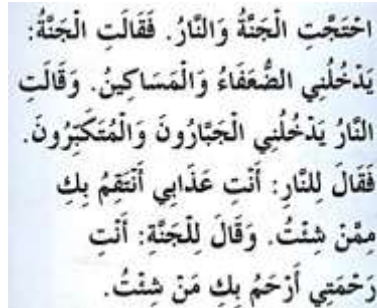 احْتَجَّتِ الْجَنَّةُ وَالنَّارُ. فَقَالَتِ الْجَنَّةُ:
يَدْخُلُنِي الضُّعَفَاءُ وَالْمَسَاكِينُ. وَقَالَتِ
النَّارُ يَدْخُلُنِي الْجَبَّارُونَ وَالْمُتَكَبِّرُونَ.
فَقَالَ لِلنَّارِ: أَنْتِ عَذَابِي أَنْتَقِمُ بِكِ
مِمَّنْ شِئْتُ. وَقَالَ لِلْجَنَّةِ: أَنْتِ
رَحْمَتِي أَرْحَمُ بِكِ مَنْ شِئْتُ.